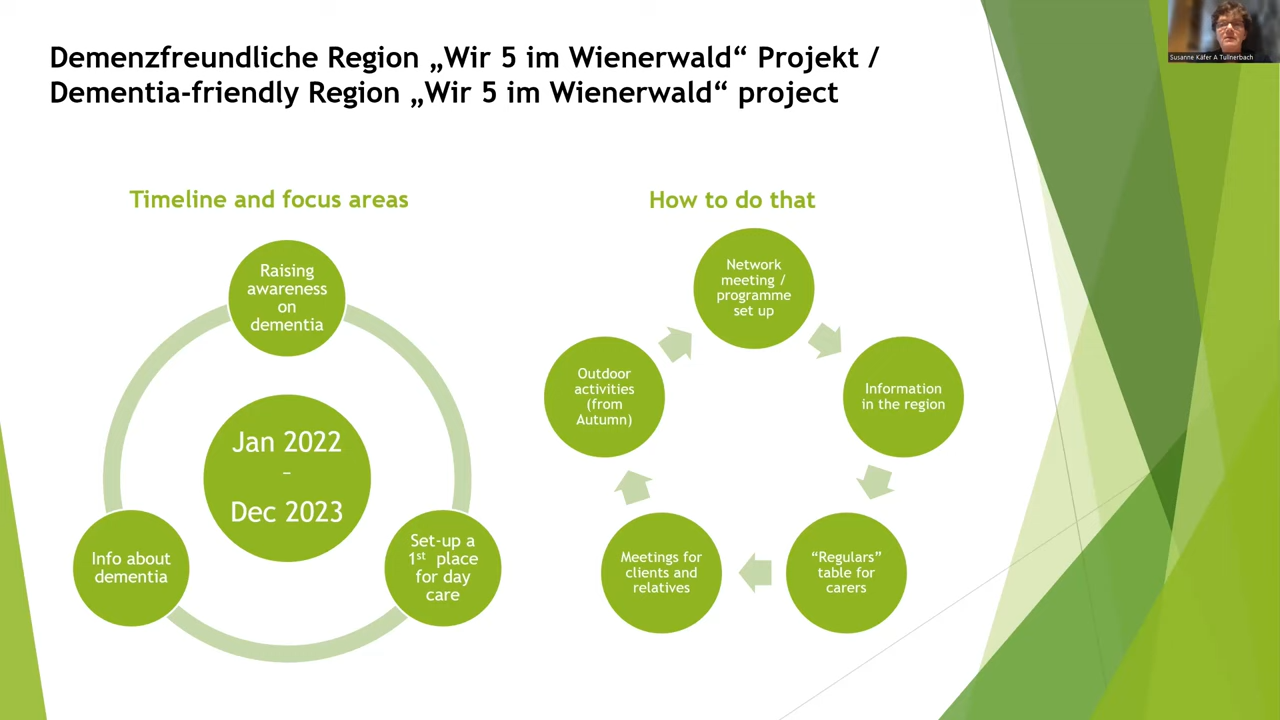 Demenzfreundliche Region „Wir 5 im Wienerwald“ Projekt /
Dementia-friendly Region „Wir 5 im Wienerwald“ project
Susanne Käfer A Tullnerbach
Timeline and focus areas
Raising
awareness
on
dementia
Jan 2022
–
Dec 2023
Info about
dementia
Set-up a
1st place
for day
care
How to do that
Network
meeting /
programme
set up
Information
in the region
“Regulars”
table for
carers
Meetings for
clients and
relatives
Outdoor
activities
(from
Autumn)